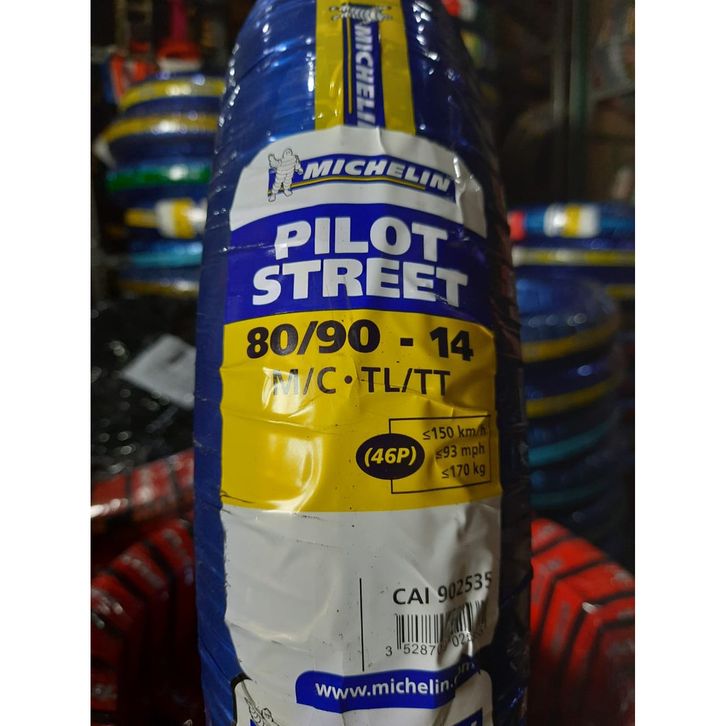 MICHELIN
MICHELIN
PILOT
STREET
80/90 - 14
M/C • TL/TT
(46P)
≤150 km/h
≤93 mph
≤170 kg
CAI 902535
www.michelin.